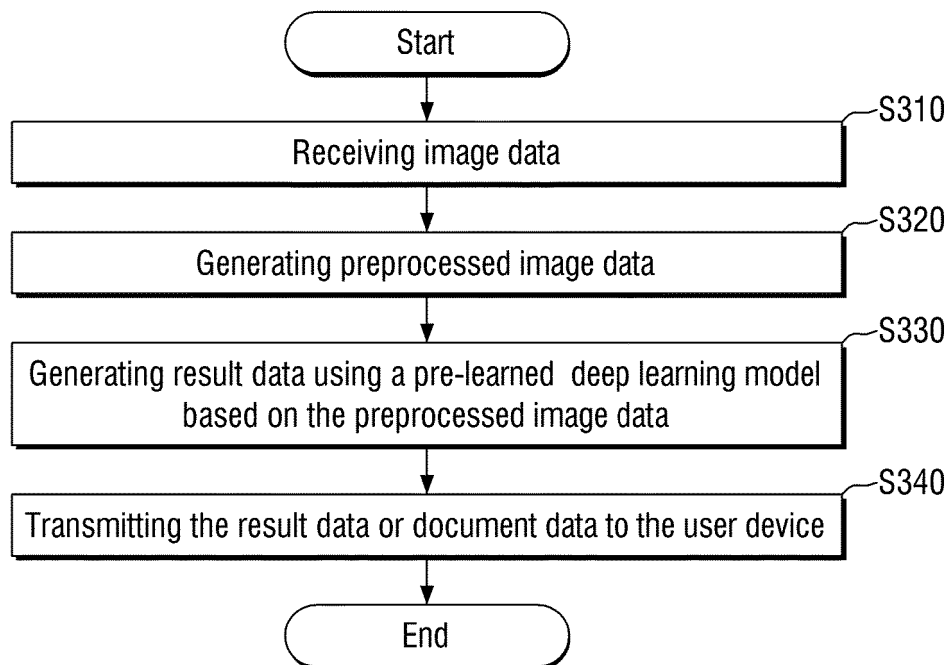 Start
S310
Receiving image data
S320
Generating preprocessed image data
S330
Generating result data using a pre-learned deep learning model
based on the preprocessed image data
S340
Transmitting the result data or document data to the user device
End